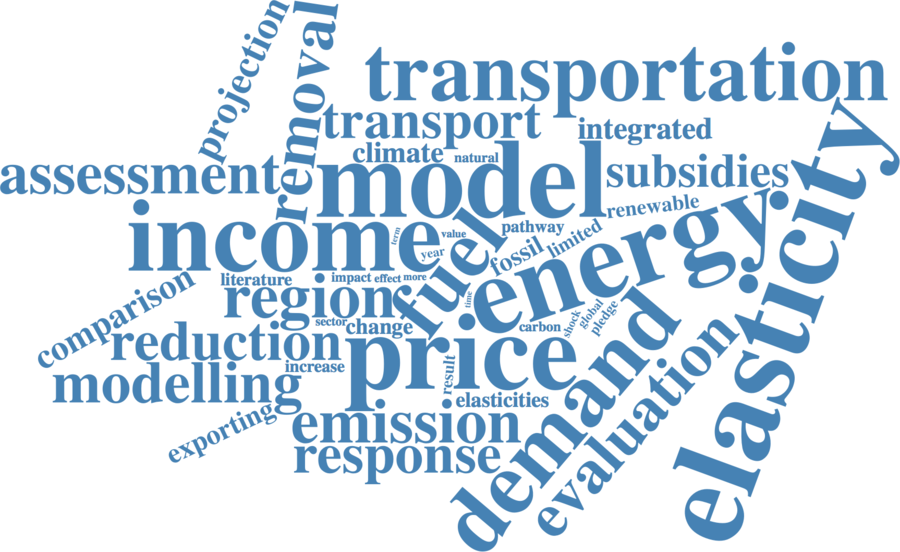 projection
removal
transportation
transport
integrated
climate
natural
assessment
model
subsidies
elasticity
renewable
income
term
value
year
fuel
pathway
limited
fossil
energy
literature
impact
effect
more
comparison
region
time
sector
change
carbon
shock
global
pledge
reduction
increase
price
result
demand
modelling
elasticities
evaluation
exporting
emission
response